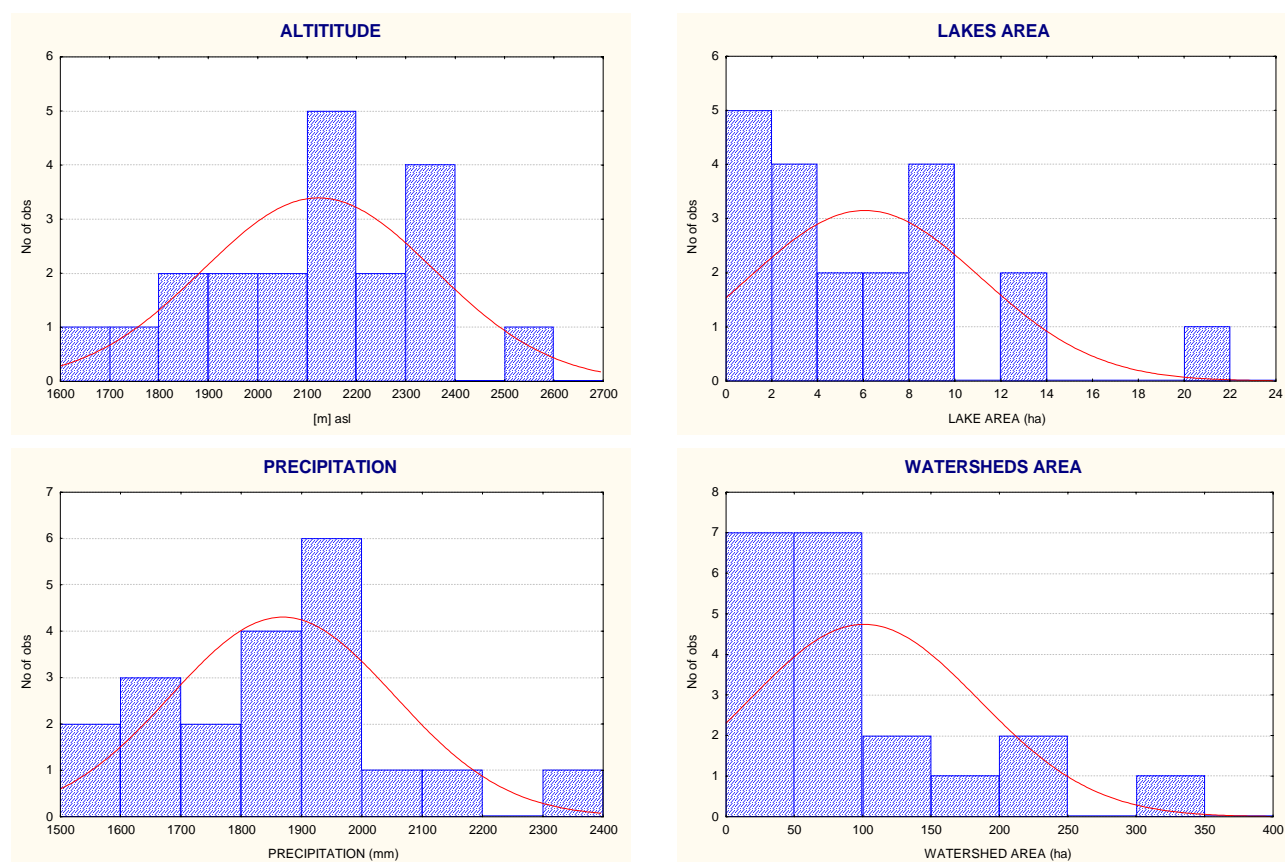 ALTITITUDE
6
5
4
3
2
1
0
No of obs
1600 1700 1800 1900 2000 2100 2200 2300 2400 2500 2600 2700
[m] asl
LAKES AREA
6
5
4
3
2
1
0
No of obs
0 2 4 6 8 10 12 14 16 18 20 22 24
LAKE AREA (ha)
PRECIPITATION
7
6
5
4
3
2
1
0
No of obs
1500 1600 1700 1800 1900 2000 2100 2200 2300 2400
PRECIPITATION (mm)
WATERSHEDS AREA
8
7
6
5
4
3
2
1
0
No of obs
0 50 100 150 200 250 300 350 400
WATERSHED AREA (ha)